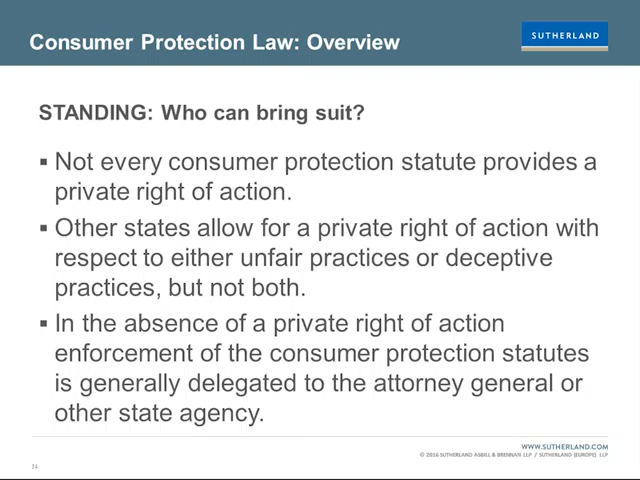 Consumer Protection Law: Overview
SUTHERLAND
STANDING: Who can bring suit?
▪ Not every consumer protection statute provides a
private right of action.
▪ Other states allow for a private right of action with
respect to either unfair practices or deceptive
practices, but not both.
▪ In the absence of a private right of action
enforcement of the consumer protection statutes
is generally delegated to the attorney general or
other state agency.
WWW.SUTHERLAND.COM
© 2016 SUTHERLAND ASBILL & BRENNAN LLP / SUTHERLAND (EUROPE) LLP
14